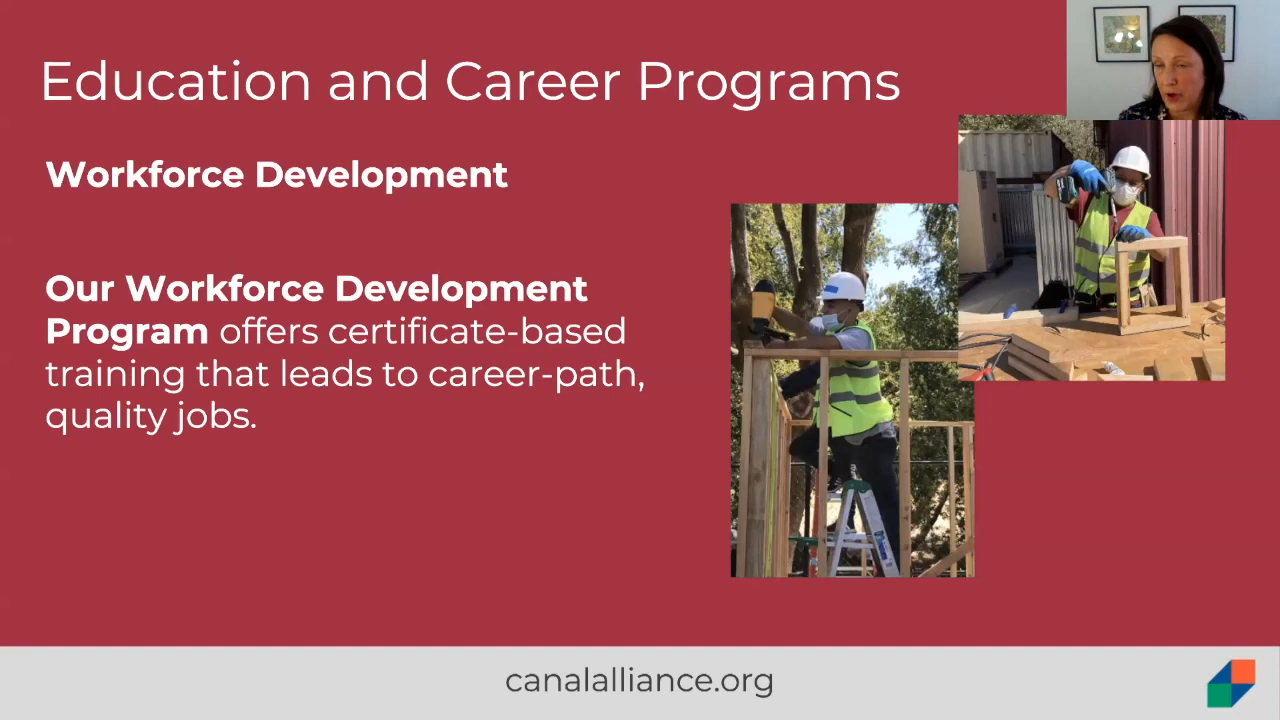 Education and Career Programs
Workforce Development
Our Workforce Development
Program offers certificate-based
training that leads to career-path,
quality jobs.
canalalliance.org